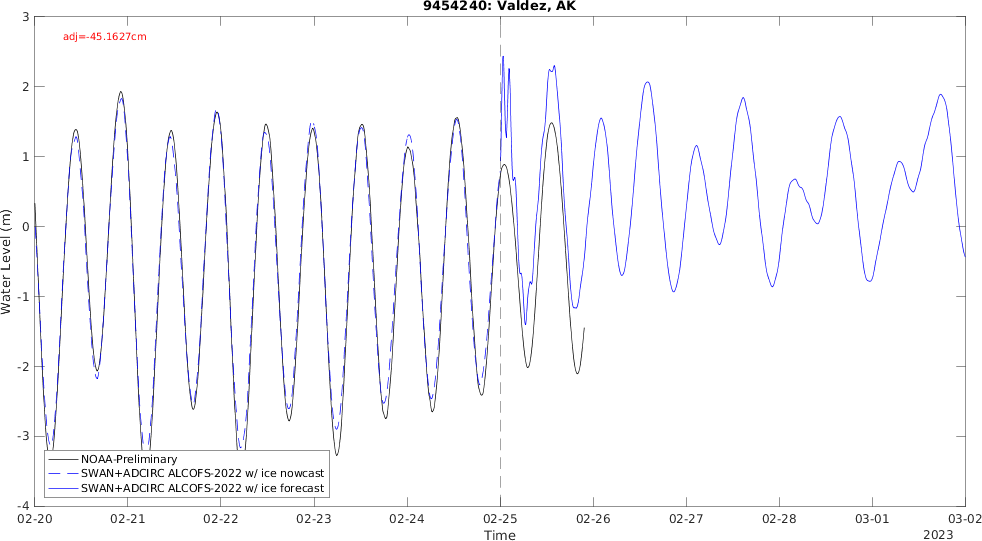 9454240: Valdez, AK
adj=-45.1627cm
3
2
1
0
-1
-2
-3
-4
Water Level (m)
NOAA-Preliminary
SWAN+ADCIRC ALCOFS-2022 w/ ice nowcast
SWAN+ADCIRC ALCOFS-2022 w/ ice forecast
02-20 02-21 02-22 02-23 02-24 02-25 02-26 02-27 02-28 03-01 03-02
Time
2023